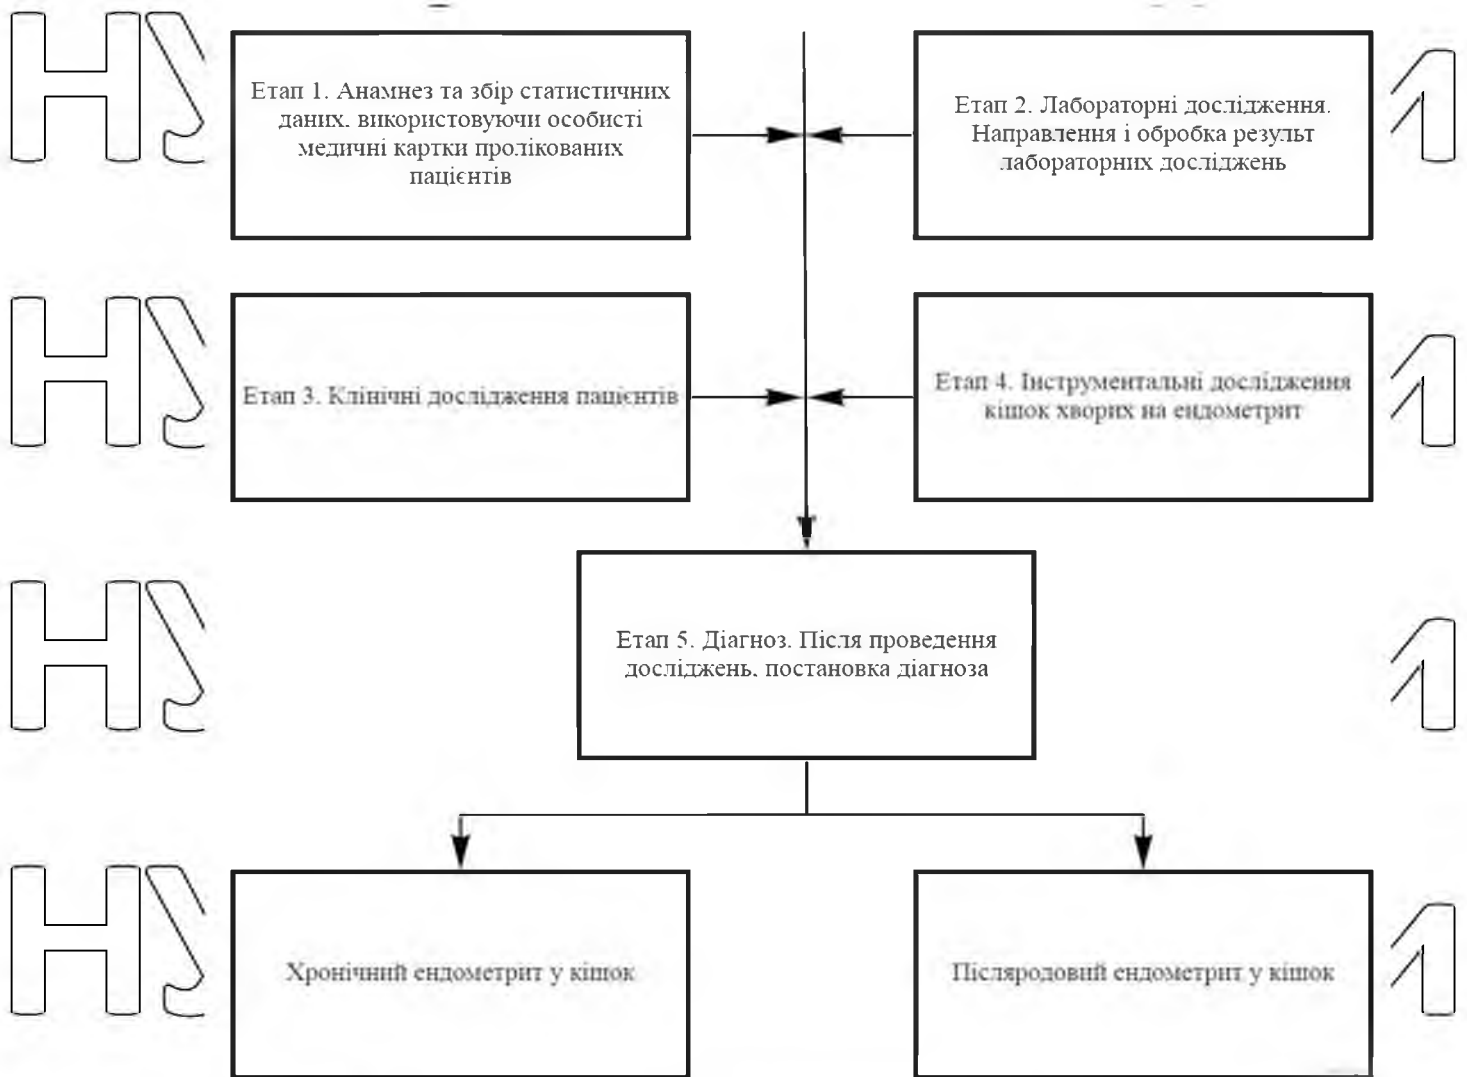 Етап 1. Анамнез та збір статистичних
даних. використовуючи особисті
медичні картки пролікованих
пацієнтів
Етап 2. Лабораторні дослідження.
Направлення і обробка результ
лабораторних досліджень
Етап 3. Клінічні дослідження пацієнтів
Етап 4. Інструментальні дослідження
кішок хворих на ендометрит
Етап 5. Діагноз. Після проведення
досліджень. постановка діагноза
Хронічний ендометрит у кішок
Післяродовий ендометрит у кішок